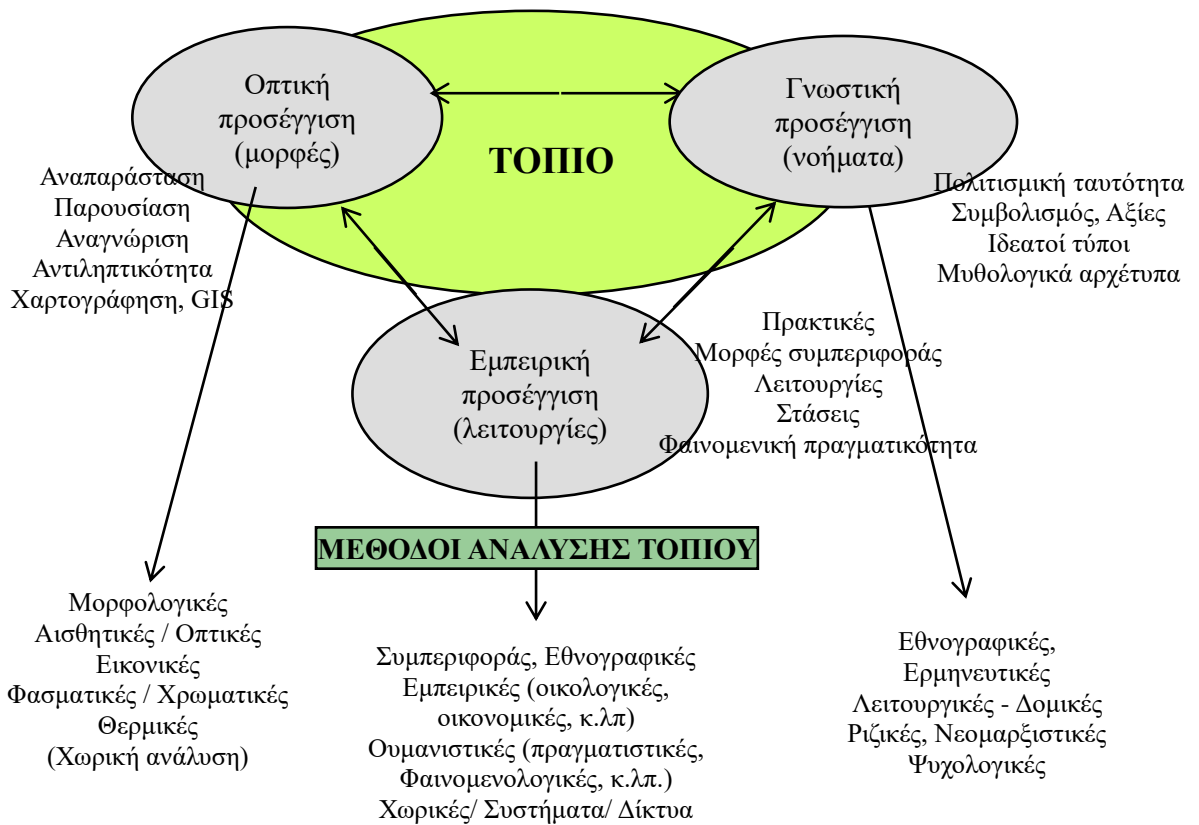 Οπτική
προσέγγιση
(μορφές)
Γνωστική
προσέγγιση
(νοήματα)
ΤΟΠΙΟ
Αναπαράσταση
Παρουσίαση
Αναγνώριση
Αντιληπτικότητα
Χαρτογράφηση, GIS
Πολιτισμική ταυτότητα
Συμβολισμός, Αξίες
Ιδεατοί τύποι
Μυθολογικά αρχέτυπα
Εμπειρική
προσέγγιση
(λειτουργίες)
Πρακτικές
Μορφές συμπεριφοράς
Λειτουργίες
Στάσεις
Φαινομενική πραγματικότητα
ΜΕΘΟΔΟΙ ΑΝΑΛΥΣΗΣ ΤΟΠΙΟΥ
Μορφολογικές
Αισθητικές / Οπτικές
Εικονικές
Φασματικές / Χρωματικές
Θερμικές
(Χωρική ανάλυση)
Συμπεριφοράς, Εθνογραφικές
Εμπειρικές (οικολογικές,
οικονομικές, κ.λπ)
Ουμανιστικές (πραγματιστικές,
Φαινομενολογικές, κ.λπ.)
Χωρικές/ Συστήματα/ Δίκτυα
Εθνογραφικές,
Ερμηνευτικές
Λειτουργικές - Δομικές
Ριζικές, Νεομαρξιστικές
Ψυχολογικές